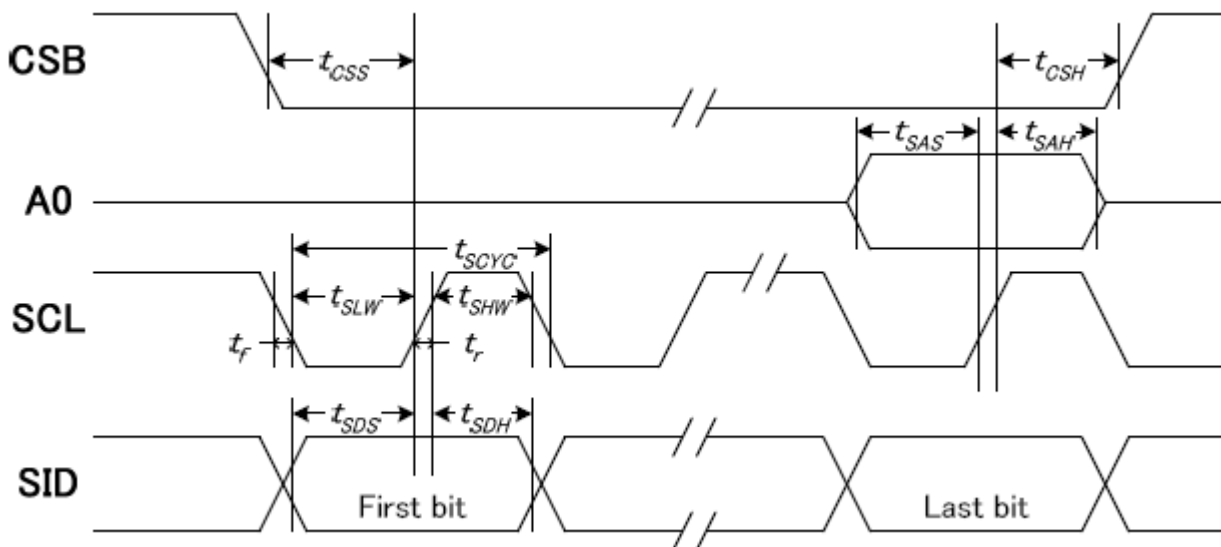 CSB
tCSS
tCSH
tSAS
tSAH
A0
tSCYC
SCL
tSLW
tSHW
tf
tr
tSDS
tSDH
SID
First bit
Last bit